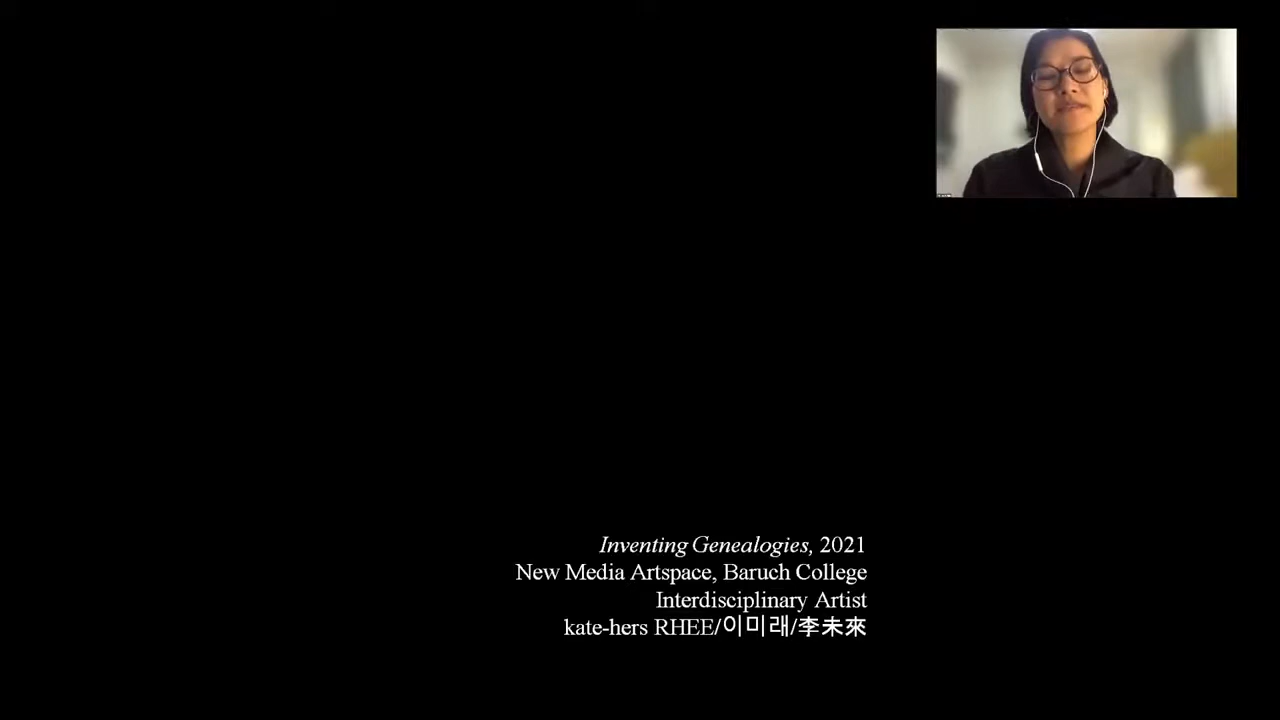 Inventing Genealogies, 2021
New Media Artspace, Baruch College
Interdisciplinary Artist
kate-hers RHEE/이미래/李未來